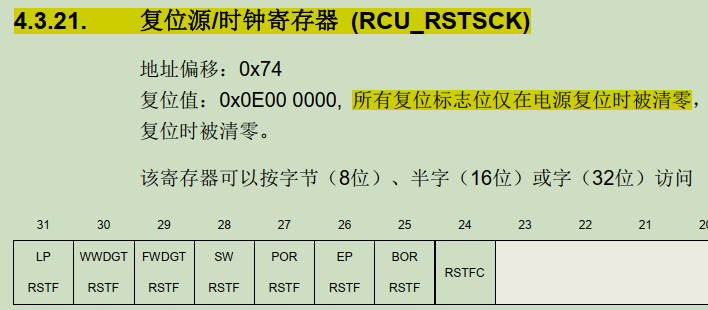 4.3.21. 复位源/时钟寄存器 (RCU_RSTSCK)
地址偏移：0x74
复位值：0x0E00 0000, 所有复位标志位仅在电源复位时被清零，
复位时被清零。
该寄存器可以按字节（8位）、半字（16位）或字（32位）访问
31 30 29 28 27 26 25 24 23 22 21 20
LP WWDGT FWDGT SW POR EP BOR
RSTFC
RSTF RSTF RSTF RSTF RSTF RSTF RSTF